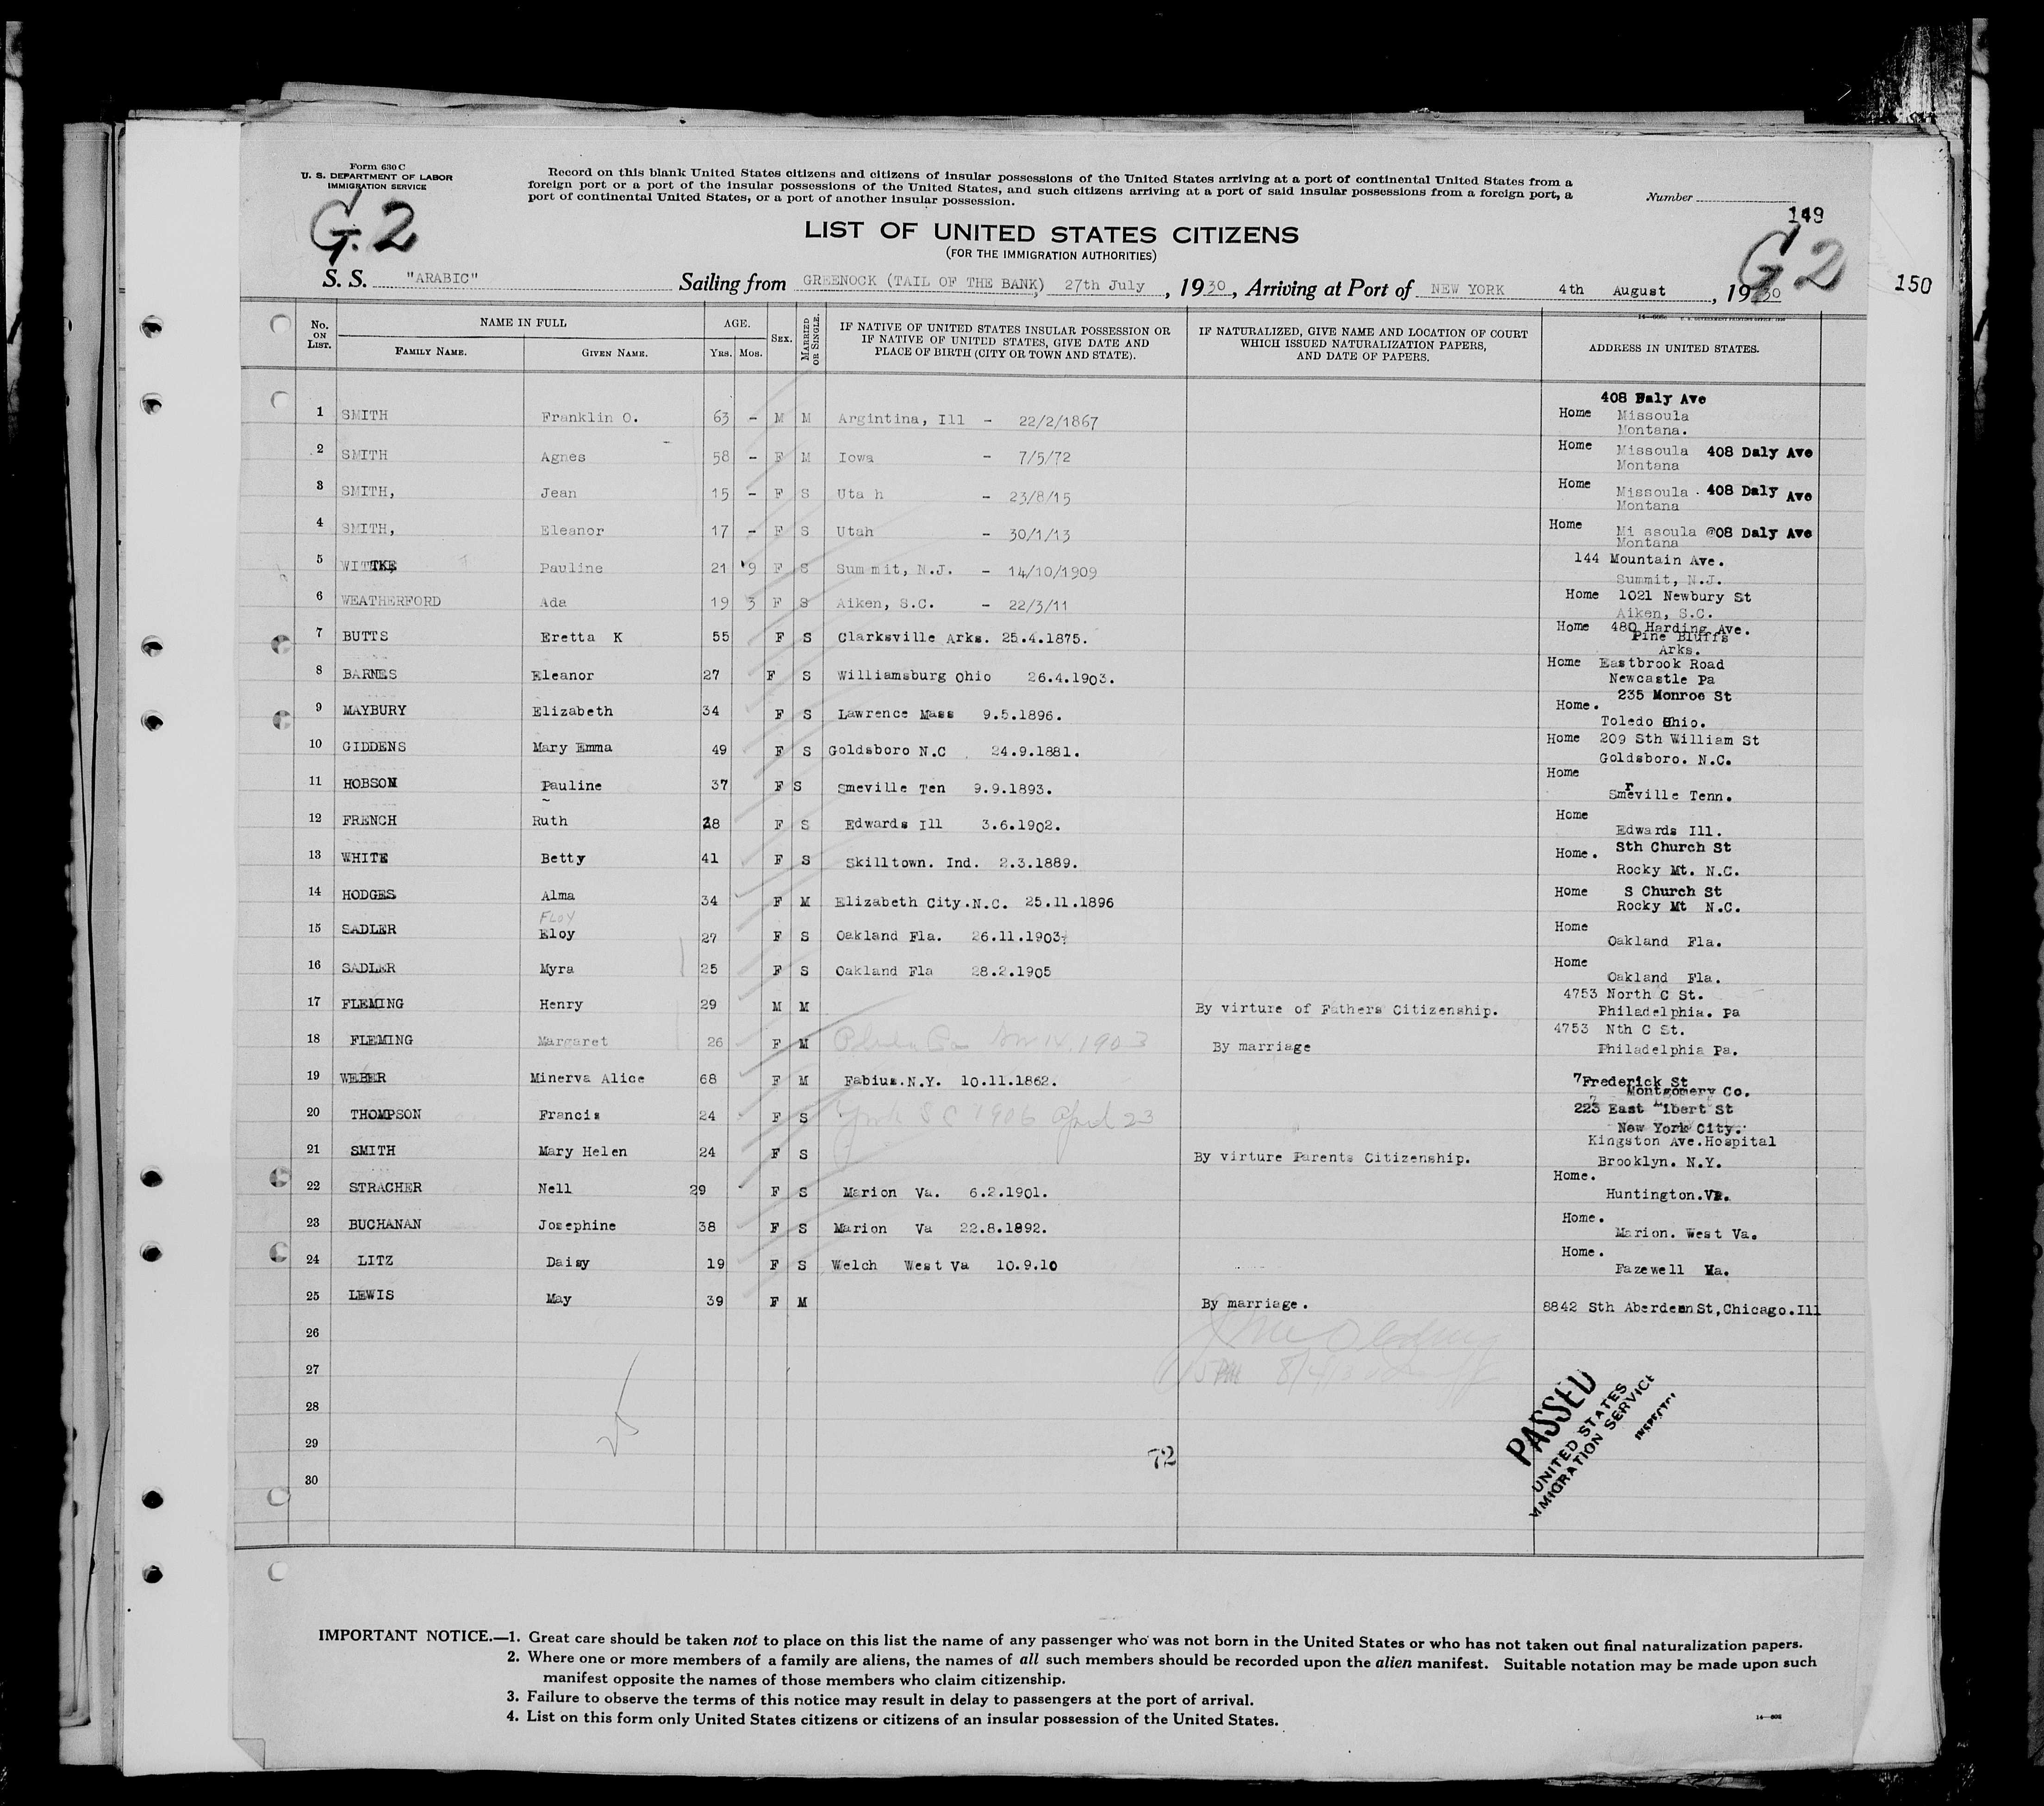 Form 630 C
U. S. DEPARTMENT OF LABOR
IMMIGRATION SERVICE
G. 2
Record on this blank United States citizens and citizens of insular possessions of the United States arriving at a port of continental United States from a
foreign port or a port of the insular possessions of the United States, and such citizens arriving at a port of said insular possessions from a foreign port, a
port of continental United States, or a port of another insular possession.
Number
149
G 2
150
LIST OF UNITED STATES CITIZENS
(FOR THE IMMIGRATION AUTHORITIES)
S. S. "ARABIC" Sailing from GREENOCK (TAIL OF THE BANK), 27th July, 1930, Arriving at Port of NEW YORK 4th August, 1930
No. ON LIST. NAME IN FULL FAMILY NAME. GIVEN NAME. AGE. YRS. MOS. SEX. MARRIED OR SINGLE. IF NATIVE OF UNITED STATES INSULAR POSSESSION OR IF NATIVE OF UNITED STATES, GIVE DATE AND PLACE OF BIRTH (CITY OR TOWN AND STATE). IF NATURALIZED, GIVE NAME AND LOCATION OF COURT WHICH ISSUED NATURALIZATION PAPERS, AND DATE OF PAPERS. ADDRESS IN UNITED STATES.
1 SMITH Franklin O. 63 - M M Argintina, Ill - 22/2/1867 Home 408 Daly Ave Missoula Montana.
2 SMITH Agnes 58 - F M Iowa - 7/5/72 Home Missoula 408 Daly Ave Montana
3 SMITH, Jean 15 - F S Uta h - 23/8/15 Home Missoula . 408 Daly Ave Montana
4 SMITH, Eleanor 17 - F S Utah - 30/1/13 Home Mi ssoula @08 Daly Ave Montana
5 WITTKE Pauline 21 9 F S Summit, N.J. - 14/10/1909 144 Mountain Ave. Summit, N.J.
6 WEATHERFORD Ada 19 3 F S Aiken, S.C. - 22/3/11 Home 1021 Newbury St Aiken, S.C.
7 BUTTS Eretta K 55 F S Clarksville Arks. 25.4.1875. Home 480 Harding Ave. Pine Bluffs Arks.
8 BARNES Eleanor 27 F S Williamsburg Ohio 26.4.1903. Home Eastbrook Road Newcastle Pa
9 MAYBURY Elizabeth 34 F S Lawrence Mass 9.5.1896. Home. 235 Monroe St Toledo Ohio.
10 GIDDENS Mary Emma 49 F S Goldsboro N.C 24.9.1881. Home 209 Sth William St Goldsboro. N.C.
11 HOBSON Pauline 37 F S Smeville Ten 9.9.1893. Home Smeville Tenn.
12 FRENCH Ruth 28 F S Edwards Ill 3.6.1902. Home Edwards Ill.
13 WHITE Betty 41 F S Skilltown. Ind. 2.3.1889. Home. Sth Church St Rocky Mt. N.C.
14 HODGES Alma 34 F M Elizabeth City.N.C. 25.11.1896 Home S Church St Rocky Mt N.C.
FLOY
15 SADLER Eloy 27 F S Oakland Fla. 26.11.1903. Home Oakland Fla.
16 SADLER Myra 25 F S Oakland Fla 28.2.1905 Home Oakland Fla.
17 FLEMING Henry 29 M M By virture of Fathers Citizenship. 4753 North C St. Philadelphia. Pa
18 FLEMING Margaret 26 F M Phila Pa Nov 14, 1903 By marriage 4753 Nth C St. Philadelphia Pa.
19 WEBER Minerva Alice 68 F M Fabius.N.Y. 10.11.1862. 7 Frederick St Montgomery Co.
20 THOMPSON Francis 24 F S York S C 1906 April 23 223 East St New York City.
21 SMITH Mary Helen 24 F S By virture Parents Citizenship. Kingston Ave.Hospital Brooklyn. N.Y.
22 STRACHER Nell 29 F S Marion Va. 6.2.1901. Home. Huntington.Va.
23 BUCHANAN Josephine 38 F S Marion Va 22.8.1892. Home. Marion. West Va.
24 LITZ Daisy 19 F S Welch West Va 10.9.10 Home. Fazewell Va.
25 LEWIS May 39 F M By marriage. 8842 Sth Aberdeen St,Chicago.Ill
26
27
28
29
30
25
72
PASSED
UNITED STATES
IMMIGRATION SERVICE
INSPECTOR
IMPORTANT NOTICE.—1. Great care should be taken not to place on this list the name of any passenger who was not born in the United States or who has not taken out final naturalization papers.
2. Where one or more members of a family are aliens, the names of all such members should be recorded upon the alien manifest. Suitable notation may be made upon such
manifest opposite the names of those members who claim citizenship.
3. Failure to observe the terms of this notice may result in delay to passengers at the port of arrival.
4. List on this form only United States citizens or citizens of an insular possession of the United States.